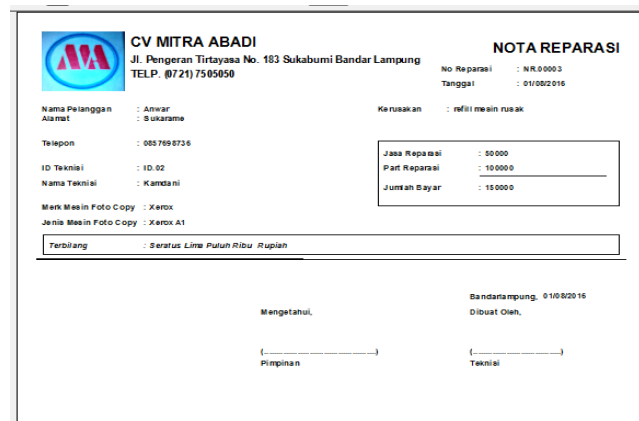 MA
CV MITRA ABADI
Jl. Pengeran Tirtayasa No. 183 Sukabumi Bandar Lampung
TELP. (0721) 7505050
NOTA REPARASI
No Reparasi : NR.00003
Tanggal : 01/08/2016
Nama Pelanggan : Anwar
Alamat : Sukarame
Kerusakan : refill mesin rusak
Telepon : 0857698736
ID Teknisi : ID.02
Nama Teknisi : Kamdani
Jasa Reparasi : 50000
Part Reparasi : 100000
Jumlah Bayar : 150000
Merk Mesin Foto Copy : Xerox
Jenis Mesin Foto Copy : Xerox A1
Terbilang : Seratus Lima Puluh Ribu Rupiah
Bandarlampung, 01/08/2016
Mengetahui,
Dibuat Oleh,
(______________________)
(_________________)
Pimpinan
Teknisi